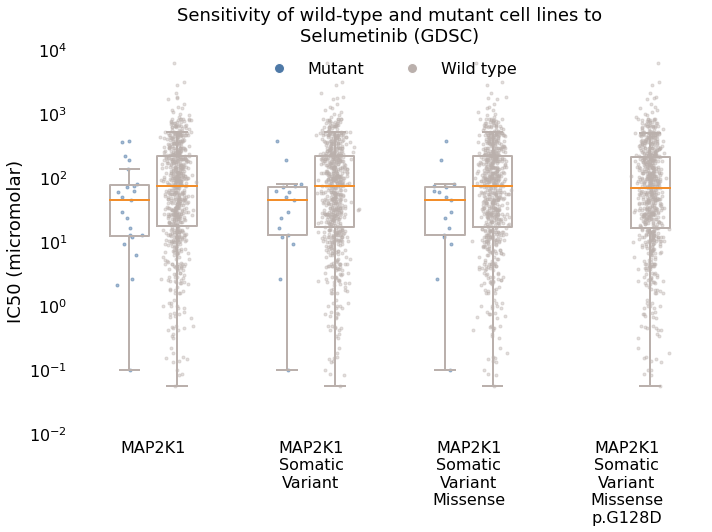 Sensitivity of wild-type and mutant cell lines to
Selumetinib (GDSC)
Mutant
Wild type
IC50 (micromolar)
10⁴
10³
10²
10¹
10⁰
10⁻¹
10⁻²
MAP2K1
MAP2K1
Somatic
Variant
MAP2K1
Somatic
Variant
Missense
MAP2K1
Somatic
Variant
Missense
p.G128D